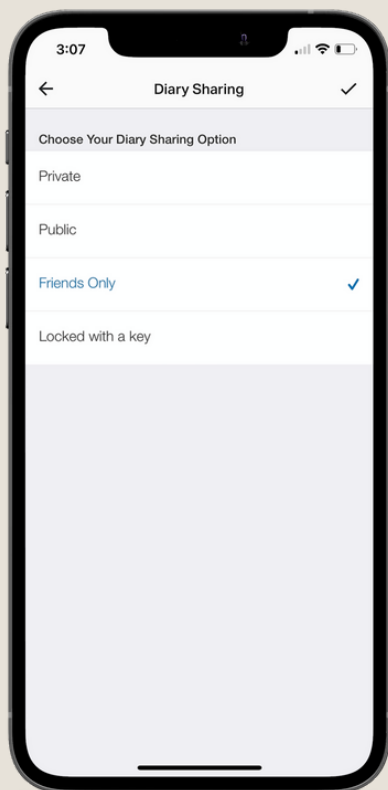 3:07
Diary Sharing
Choose Your Diary Sharing Option
Private
Public
Friends Only
Locked with a key